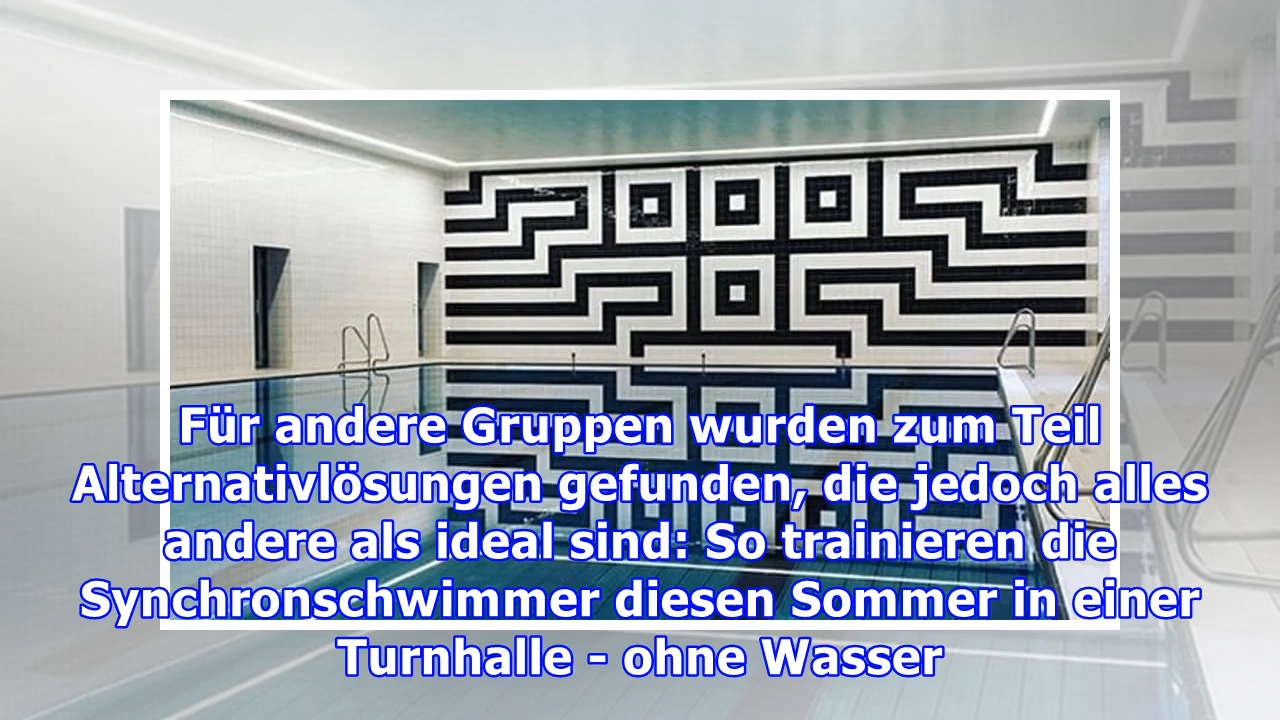 Für andere Gruppen wurden zum Teil
Alternativlösungen gefunden, die jedoch alles
andere als ideal sind: So trainieren die
Synchronschwimmer diesen Sommer in einer
Turnhalle - ohne Wasser